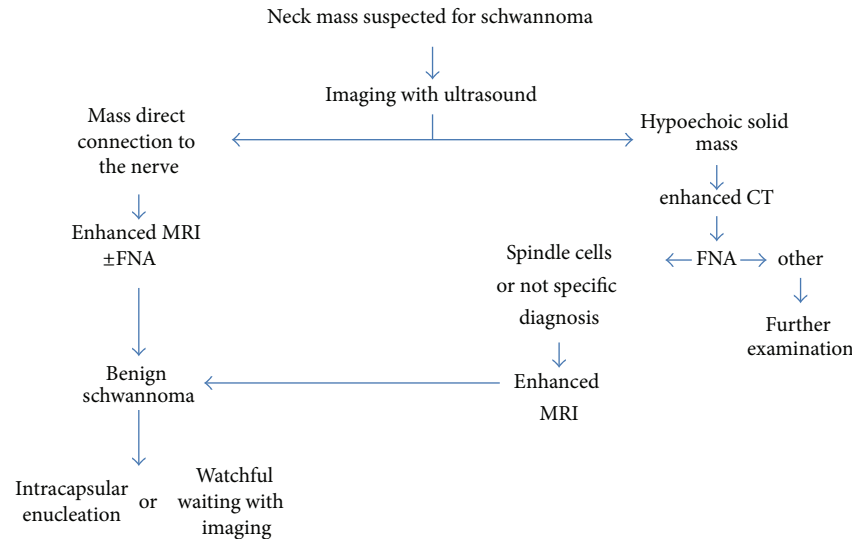 Neck mass suspected for schwannoma
Imaging with ultrasound
Mass direct
connection to
the nerve
Hypoechoic solid
mass
enhanced CT
Enhanced MRI
±FNA
Spindle cells
or not specific
diagnosis
FNA
other
Further
examination
Enhanced
MRI
Benign
schwannoma
Intracapsular
enucleation
or
Watchful
waiting with
imaging